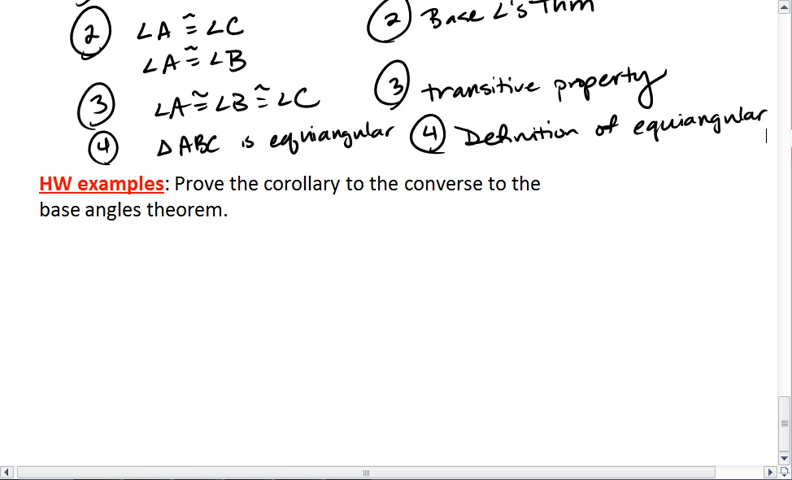 ② ∠A ≅ ∠C ② Base ∠'s Thm
∠A ≅ ∠B
③ ∠A ≅ ∠B ≅ ∠C ③ transitive property
④ △ABC is equiangular ④ Definition of equiangular
HW examples: Prove the corollary to the converse to the
base angles theorem.